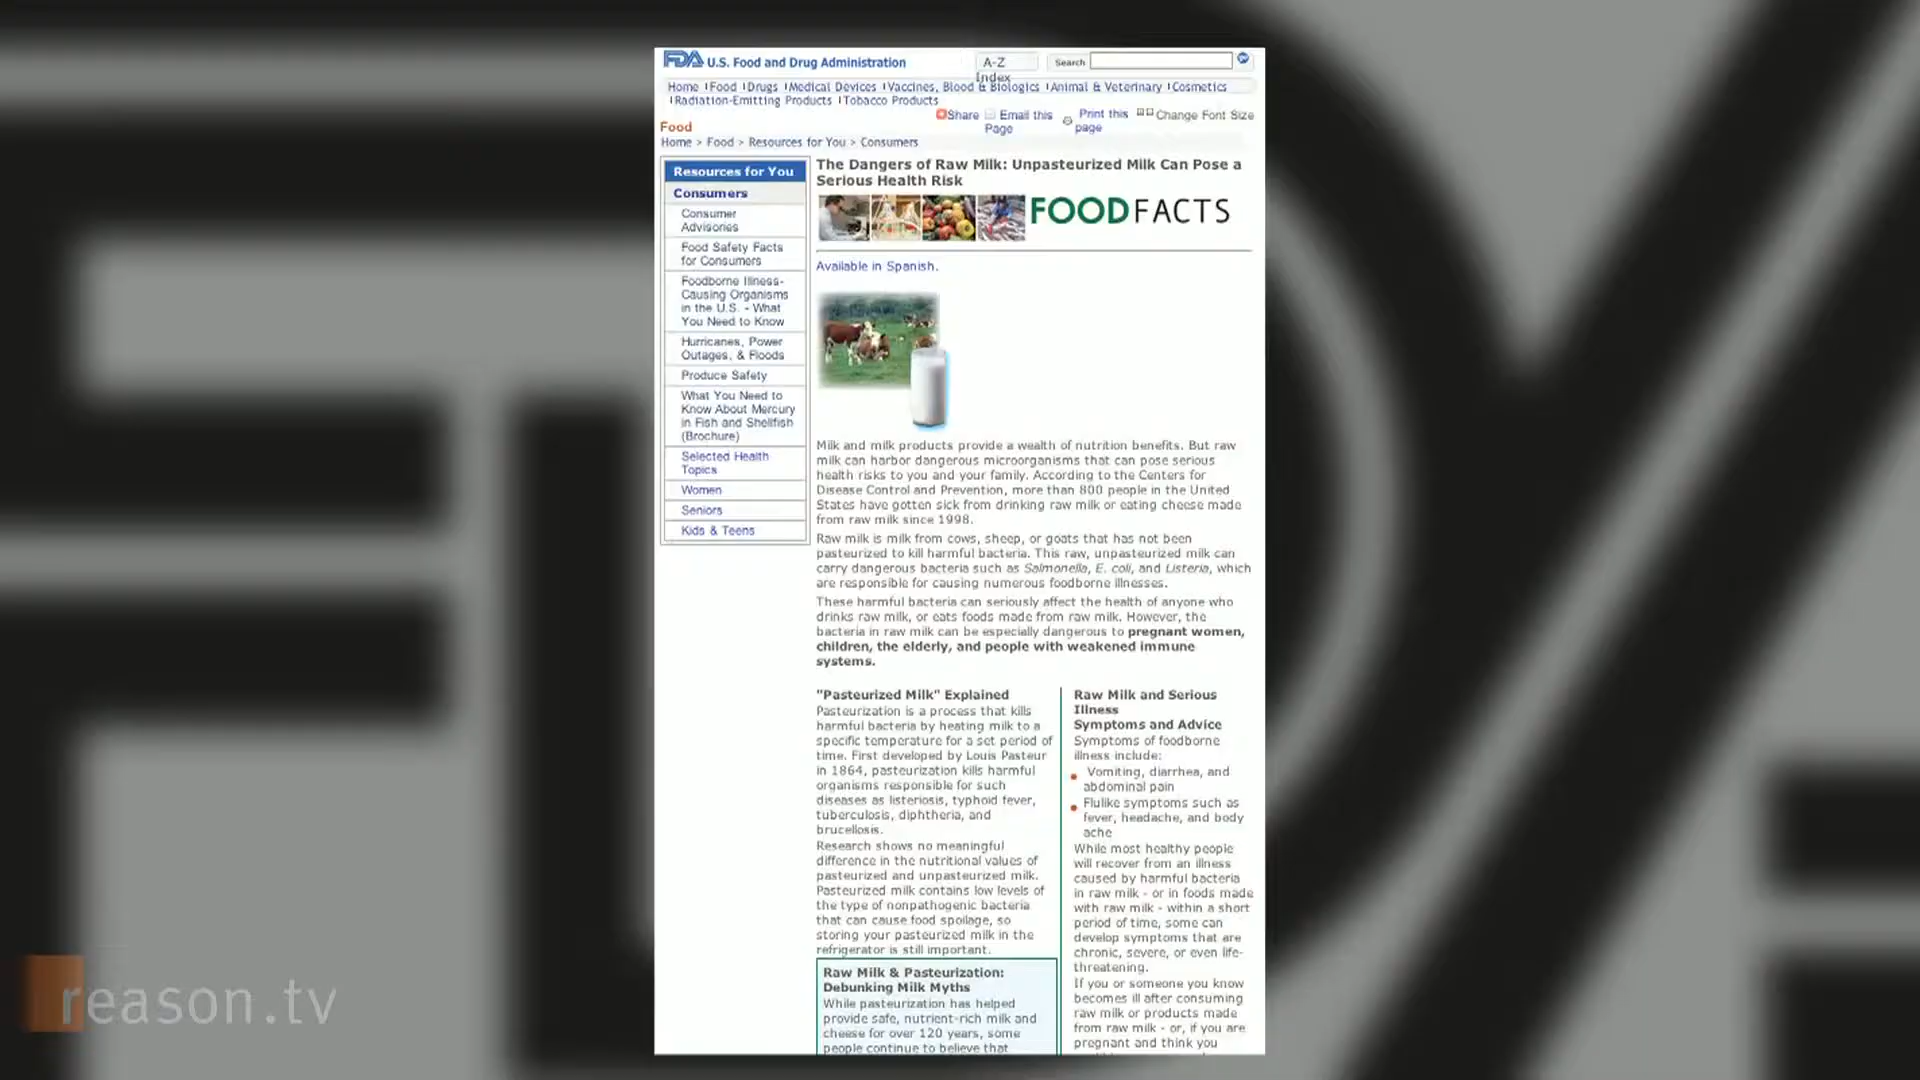 FDA U.S. Food and Drug Administration
A-Z
Index
Search
Home Food Drugs Medical Devices Vaccines, Blood & Biologics Animal & Veterinary Cosmetics
Radiation-Emitting Products Tobacco Products
Share Email this Page Print this page Change Font Size
Food
Home > Food > Resources for You > Consumers
Resources for You
Consumers
Consumer
Advisories
Food Safety Facts
for Consumers
Foodborne Illness-
Causing Organisms
in the U.S. - What
You Need to Know
Hurricanes, Power
Outages, & Floods
Produce Safety
What You Need to
Know About Mercury
in Fish and Shellfish
(Brochure)
Selected Health
Topics
Women
Seniors
Kids & Teens
The Dangers of Raw Milk: Unpasteurized Milk Can Pose a
Serious Health Risk
FOOD FACTS
Available in Spanish.
Milk and milk products provide a wealth of nutrition benefits. But raw
milk can harbor dangerous microorganisms that can pose serious
health risks to you and your family. According to the Centers for
Disease Control and Prevention, more than 800 people in the United
States have gotten sick from drinking raw milk or eating cheese made
from raw milk since 1998.
Raw milk is milk from cows, sheep, or goats that has not been
pasteurized to kill harmful bacteria. This raw, unpasteurized milk can
carry dangerous bacteria such as Salmonella, E. coli, and Listeria, which
are responsible for causing numerous foodborne illnesses.
These harmful bacteria can seriously affect the health of anyone who
drinks raw milk, or eats foods made from raw milk. However, the
bacteria in raw milk can be especially dangerous to pregnant women,
children, the elderly, and people with weakened immune
systems.
"Pasteurized Milk" Explained
Pasteurization is a process that kills
harmful bacteria by heating milk to a
specific temperature for a set period of
time. First developed by Louis Pasteur
in 1864, pasteurization kills harmful
organisms responsible for such
diseases as listeriosis, typhoid fever,
tuberculosis, diphtheria, and
brucellosis.
Research shows no meaningful
difference in the nutritional values of
pasteurized and unpasteurized milk.
Pasteurized milk contains low levels of
the type of nonpathogenic bacteria
that can cause food spoilage, so
storing your pasteurized milk in the
refrigerator is still important.
Raw Milk & Pasteurization:
Debunking Milk Myths
While pasteurization has helped
provide safe, nutrient-rich milk and
cheese for over 120 years, some
people continue to believe that
Raw Milk and Serious
Illness
Symptoms and Advice
Symptoms of foodborne
illness include:
Vomiting, diarrhea, and
abdominal pain
Flulike symptoms such as
fever, headache, and body
ache
While most healthy people
will recover from an illness
caused by harmful bacteria
in raw milk - or in foods made
with raw milk - within a short
period of time, some can
develop symptoms that are
chronic, severe, or even life-
threatening.
If you or someone you know
becomes ill after consuming
raw milk or products made
from raw milk - or, if you are
pregnant and think you
reason.tv